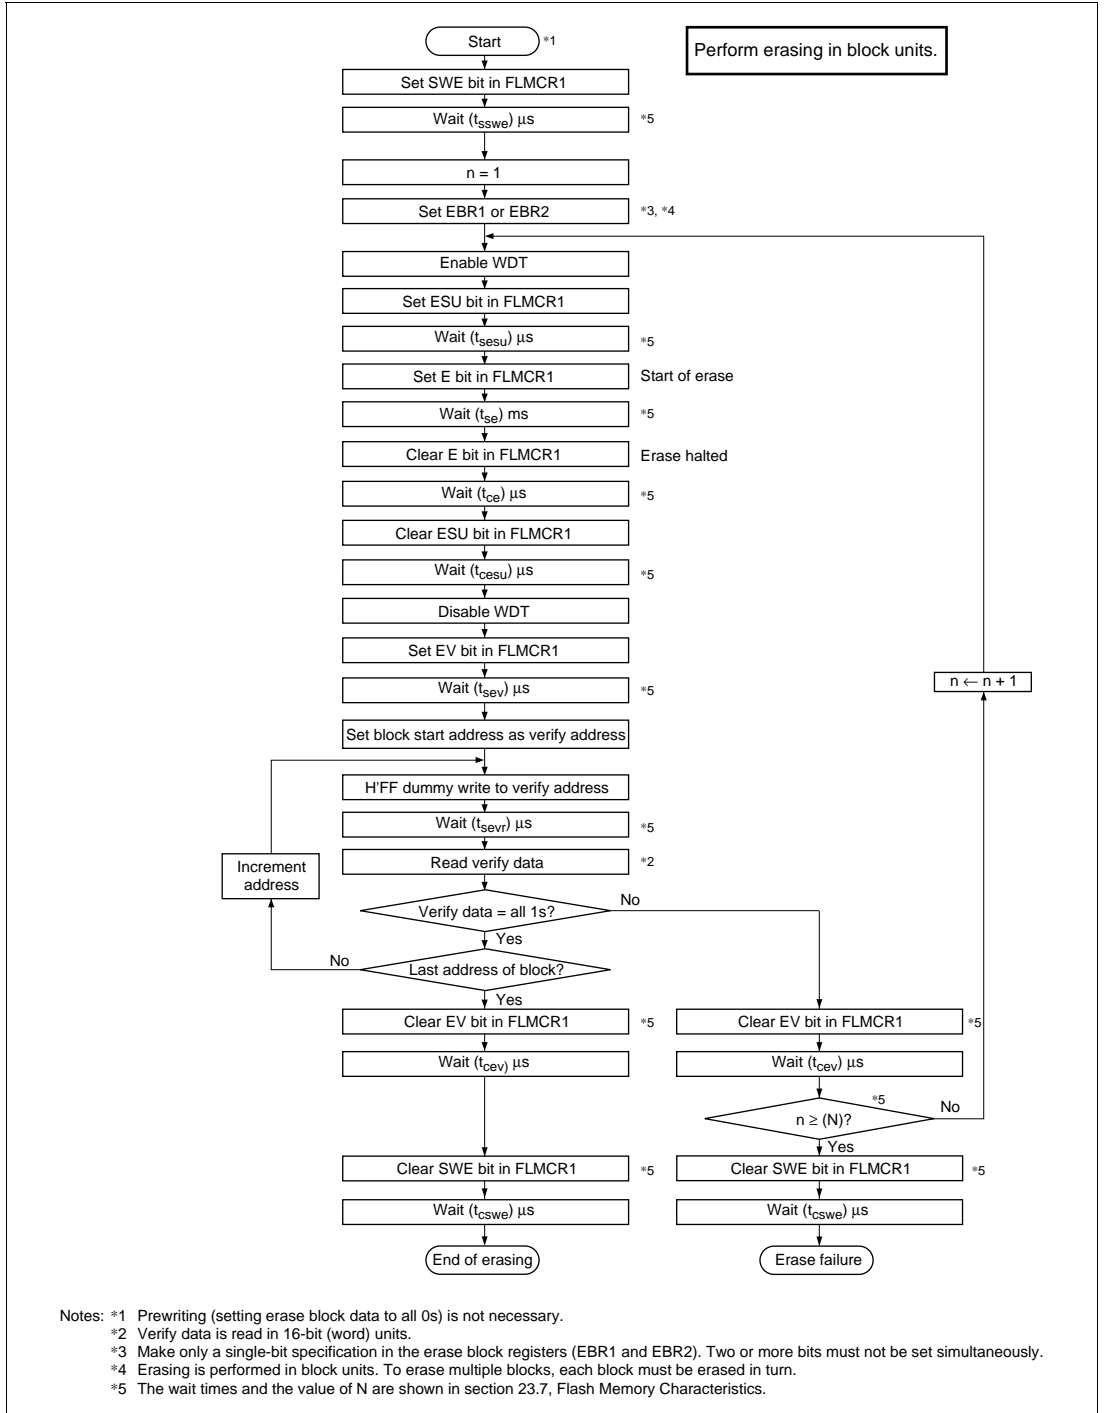 Start *1
Perform erasing in block units.
Set SWE bit in FLMCR1
Wait (tsswe) μs *5
n = 1
Set EBR1 or EBR2 *3, *4
Enable WDT
Set ESU bit in FLMCR1
Wait (tsesu) μs *5
Set E bit in FLMCR1 Start of erase
Wait (tse) ms *5
Clear E bit in FLMCR1 Erase halted
Wait (tce) μs *5
Clear ESU bit in FLMCR1
Wait (tcesu) μs *5
Disable WDT
Set EV bit in FLMCR1
Wait (tsev) μs *5
n ← n + 1
Set block start address as verify address
H'FF dummy write to verify address
Wait (tsevr) μs *5
Read verify data *2
Increment
address
Verify data = all 1s?
No
Yes
Last address of block?
No
Yes
Clear EV bit in FLMCR1 *5
Wait (tcev) μs
Clear EV bit in FLMCR1 *5
Wait (tcev) μs
n ≥ (N)? *5
No
Yes
Clear SWE bit in FLMCR1 *5
Wait (tcswe) μs
End of erasing
Clear SWE bit in FLMCR1 *5
Wait (tcswe) μs
Erase failure
Notes: *1 Prewriting (setting erase block data to all 0s) is not necessary.
*2 Verify data is read in 16-bit (word) units.
*3 Make only a single-bit specification in the erase block registers (EBR1 and EBR2). Two or more bits must not be set simultaneously.
*4 Erasing is performed in block units. To erase multiple blocks, each block must be erased in turn.
*5 The wait times and the value of N are shown in section 23.7, Flash Memory Characteristics.